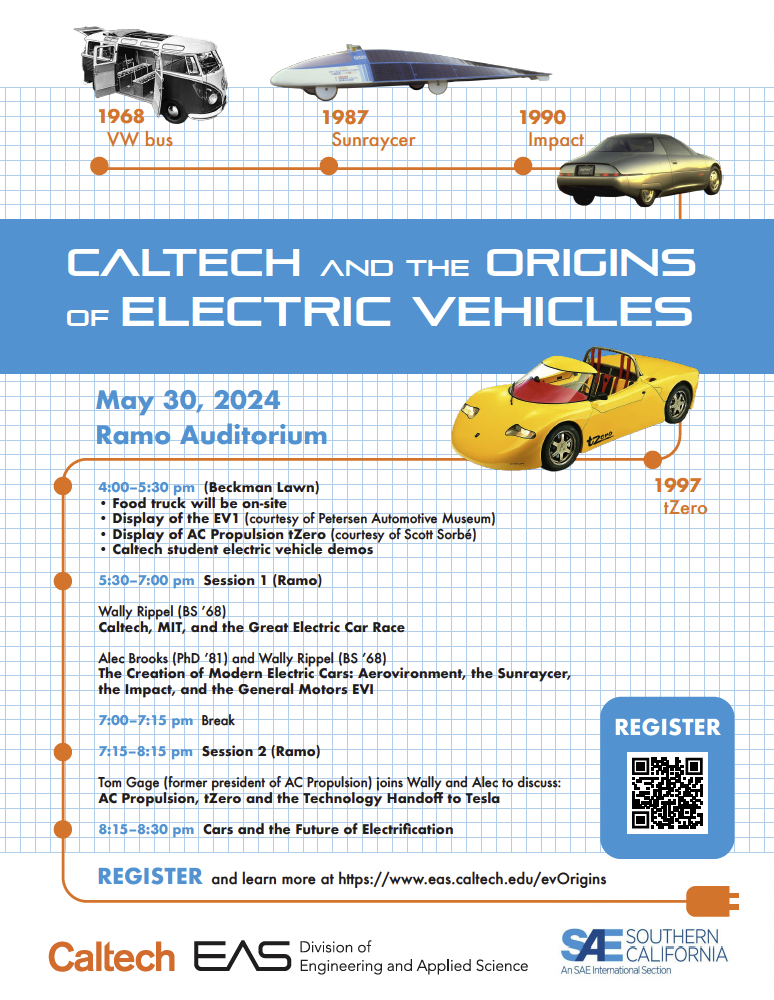 1968
VW bus
1987
Sunraycer
1990
Impact
CALTECH AND THE ORIGINS
OF ELECTRIC VEHICLES
May 30, 2024
Ramo Auditorium
tzero
1997
tZero
4:00–5:30 pm (Beckman Lawn)
• Food truck will be on-site
• Display of the EV1 (courtesy of Petersen Automotive Museum)
• Display of AC Propulsion tZero (courtesy of Scott Sorbé)
• Caltech student electric vehicle demos
5:30–7:00 pm Session 1 (Ramo)
Wally Rippel (BS ’68)
Caltech, MIT, and the Great Electric Car Race
Alec Brooks (PhD ’81) and Wally Rippel (BS ’68)
The Creation of Modern Electric Cars: Aerovironment, the Sunraycer,
the Impact, and the General Motors EVI
7:00–7:15 pm Break
7:15–8:15 pm Session 2 (Ramo)
Tom Gage (former president of AC Propulsion) joins Wally and Alec to discuss:
AC Propulsion, tZero and the Technology Handoff to Tesla
8:15–8:30 pm Cars and the Future of Electrification
REGISTER
REGISTER and learn more at https://www.eas.caltech.edu/evOrigins
Caltech
EAS
Division of
Engineering and Applied Science
SAE
SOUTHERN
CALIFORNIA
An SAE International Section